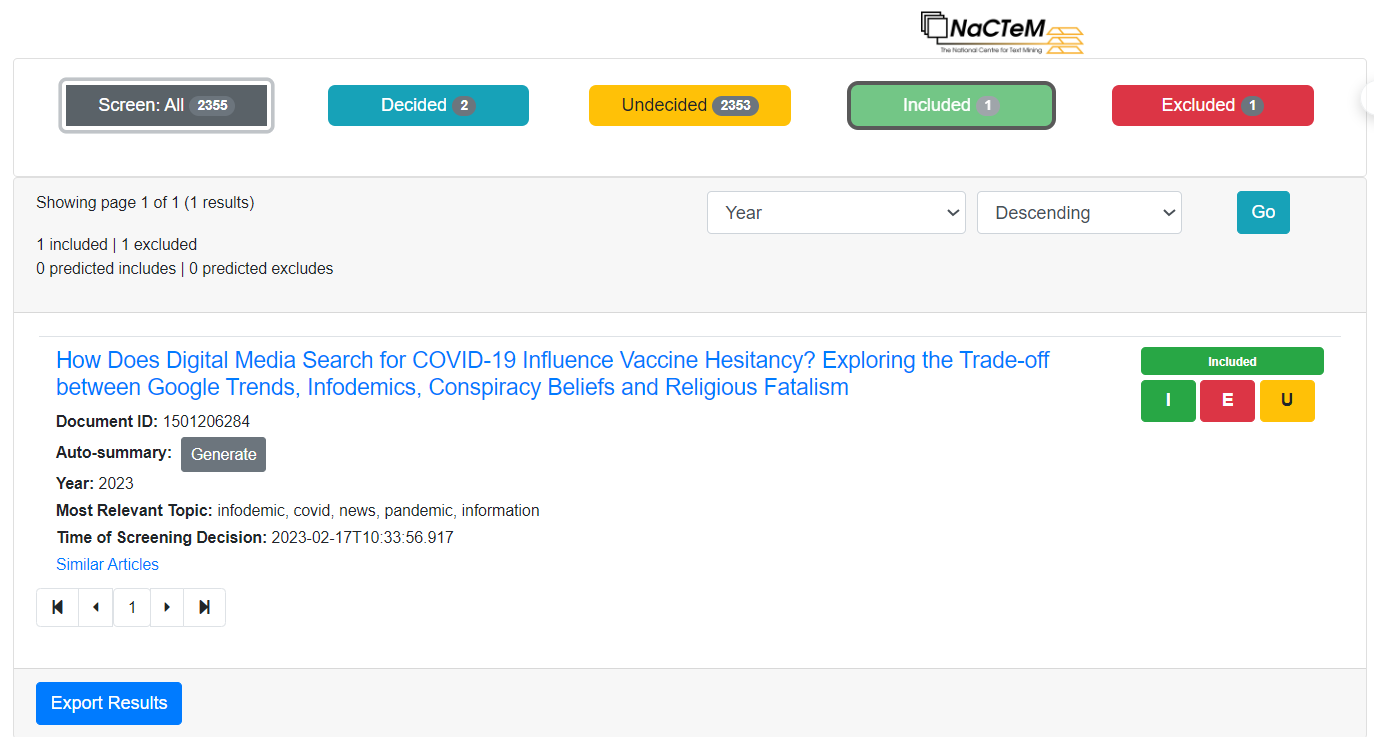 NaCTeM
The National Centre for Text Mining
Screen: All 2355
Decided 2
Undecided 2353
Included 1
Excluded 1
Showing page 1 of 1 (1 results)
Year
Descending
Go
1 included | 1 excluded
0 predicted includes | 0 predicted excludes
How Does Digital Media Search for COVID-19 Influence Vaccine Hesitancy? Exploring the Trade-off
between Google Trends, Infodemics, Conspiracy Beliefs and Religious Fatalism
Included
I E U
Document ID: 1501206284
Auto-summary: Generate
Year: 2023
Most Relevant Topic: infodemic, covid, news, pandemic, information
Time of Screening Decision: 2023-02-17T10:33:56.917
Similar Articles
1
Export Results